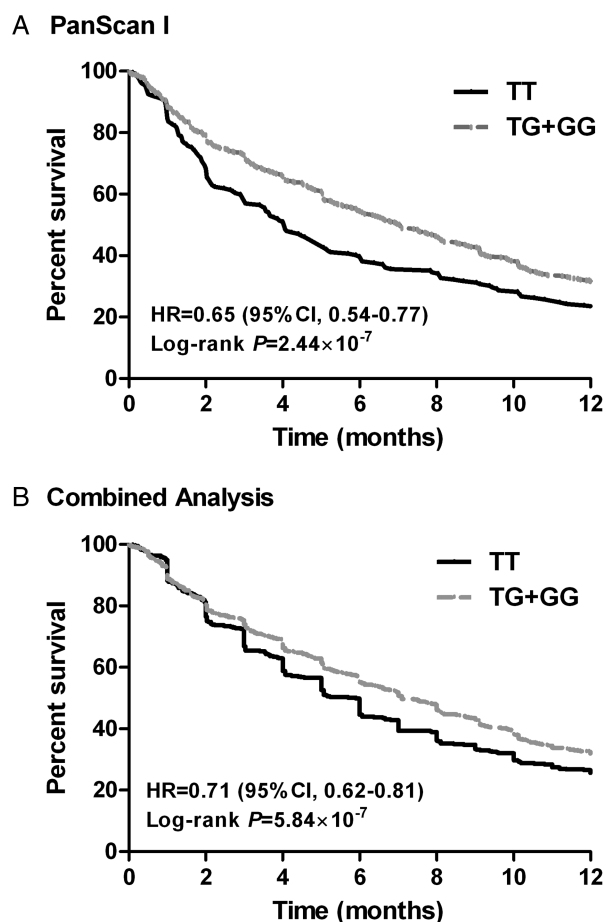 A PanScan I
100
80
60
40
20
0
Percent survival
TT
TG+GG
HR=0.65 (95%CI, 0.54-0.77)
Log-rank P=2.44×10⁻⁷
0 2 4 6 8 10 12
Time (months)
B Combined Analysis
100
80
60
40
20
0
Percent survival
TT
TG+GG
HR=0.71 (95%CI, 0.62-0.81)
Log-rank P=5.84×10⁻⁷
0 2 4 6 8 10 12
Time (months)